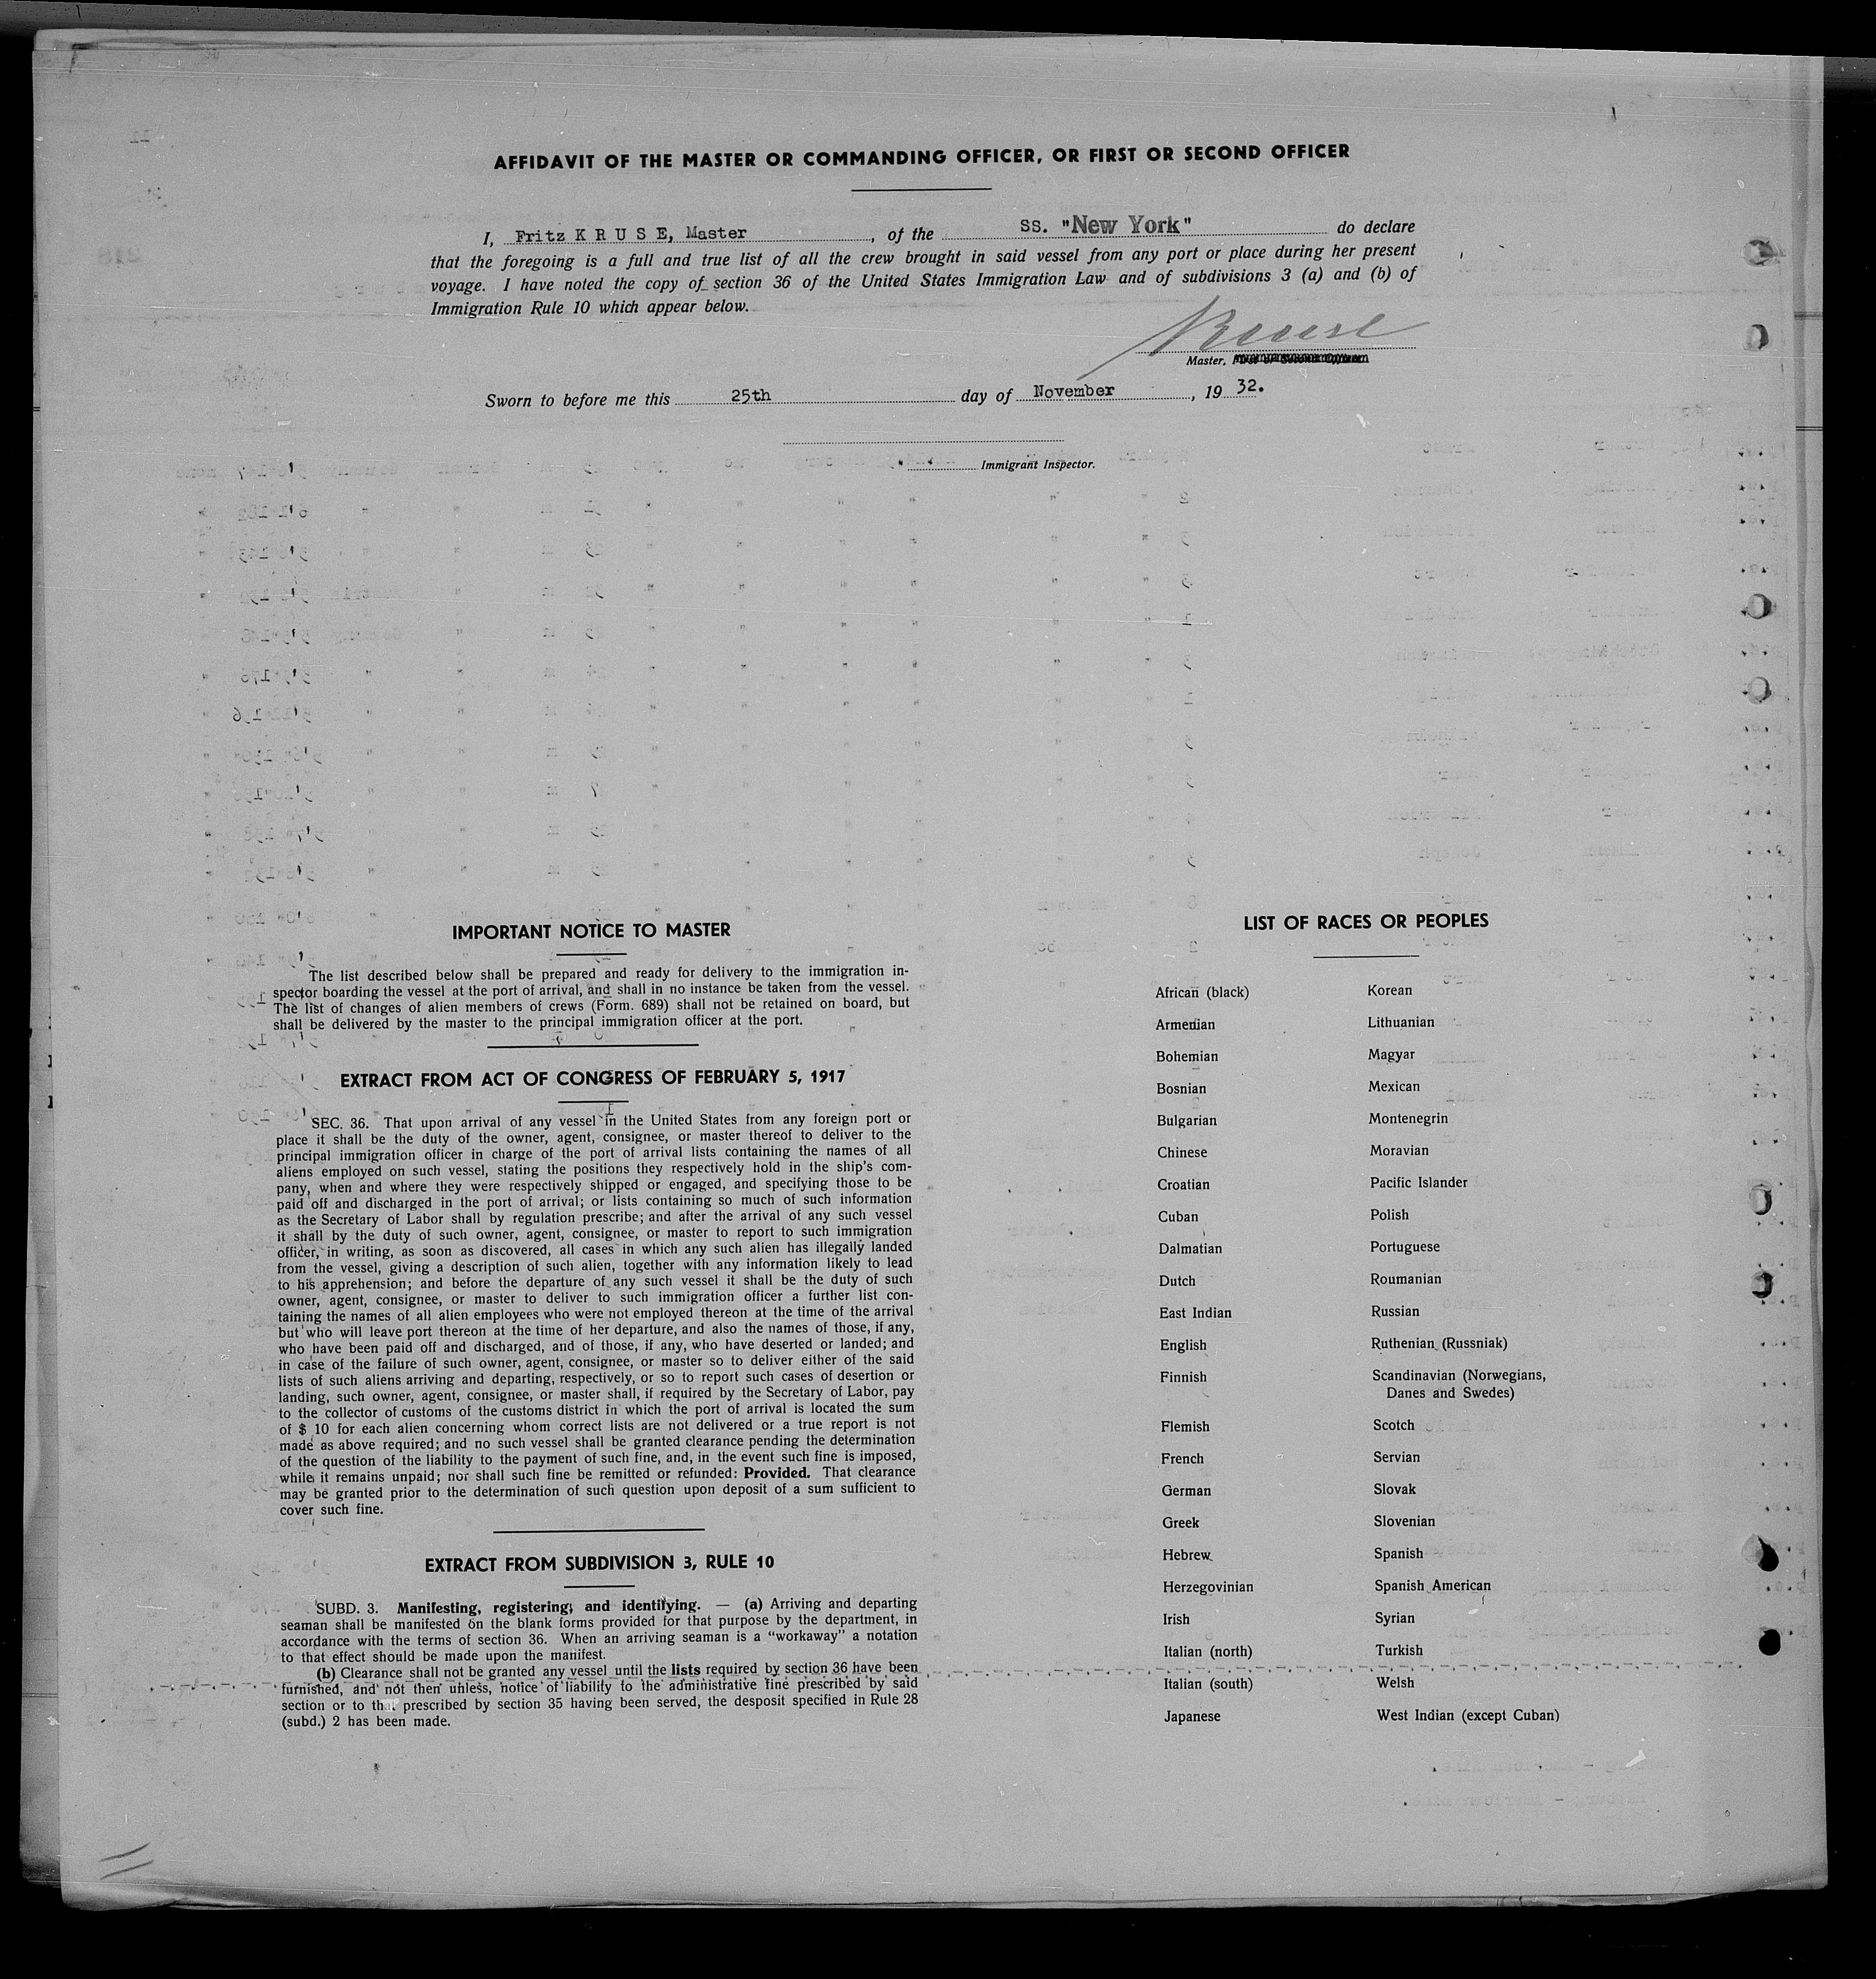 AFFIDAVIT OF THE MASTER OR COMMANDING OFFICER, OR FIRST OR SECOND OFFICER
I, Fritz K R U S E, Master, of the SS. "New York" do declare
that the foregoing is a full and true list of all the crew brought in said vessel from any port or place during her present
voyage. I have noted the copy of section 36 of the United States Immigration Law and of subdivisions 3 (a) and (b) of
Immigration Rule 10 which appear below.
Kruse
Master, First or Second Officer
Sworn to before me this 25th day of November, 19 32.
Immigrant Inspector.
IMPORTANT NOTICE TO MASTER
The list described below shall be prepared and ready for delivery to the immigration in-
spector boarding the vessel at the port of arrival, and shall in no instance be taken from the vessel.
The list of changes of alien members of crews (Form. 689) shall not be retained on board, but
shall be delivered by the master to the principal immigration officer at the port.
EXTRACT FROM ACT OF CONGRESS OF FEBRUARY 5, 1917
SEC. 36. That upon arrival of any vessel in the United States from any foreign port or
place it shall be the duty of the owner, agent, consignee, or master thereof to deliver to the
principal immigration officer in charge of the port of arrival lists containing the names of all
aliens employed on such vessel, stating the positions they respectively hold in the ship's com-
pany, when and where they were respectively shipped or engaged, and specifying those to be
paid off and discharged in the port of arrival; or lists containing so much of such information
as the Secretary of Labor shall by regulation prescribe; and after the arrival of any such vessel
it shall by the duty of such owner, agent, consignee, or master to report to such immigration
officer, in writing, as soon as discovered, all cases in which any such alien has illegally landed
from the vessel, giving a description of such alien, together with any information likely to lead
to his apprehension; and before the departure of any such vessel it shall be the duty of such
owner, agent, consignee, or master to deliver to such immigration officer a further list con-
taining the names of all alien employees who were not employed thereon at the time of the arrival
but who will leave port thereon at the time of her departure, and also the names of those, if any,
who have been paid off and discharged, and of those, if any, who have deserted or landed; and
in case of the failure of such owner, agent, consignee, or master so to deliver either of the said
lists of such aliens arriving and departing, respectively, or so to report such cases of desertion or
landing, such owner, agent, consignee, or master shall, if required by the Secretary of Labor, pay
to the collector of customs of the customs district in which the port of arrival is located the sum
of $ 10 for each alien concerning whom correct lists are not delivered or a true report is not
made as above required; and no such vessel shall be granted clearance pending the determination
of the question of the liability to the payment of such fine, and, in the event such fine is imposed,
while it remains unpaid; nor shall such fine be remitted or refunded: Provided. That clearance
may be granted prior to the determination of such question upon deposit of a sum sufficient to
cover such fine.
EXTRACT FROM SUBDIVISION 3, RULE 10
SUBD. 3. Manifesting, registering, and identifying. — (a) Arriving and departing
seaman shall be manifested on the blank forms provided for that purpose by the department, in
accordance with the terms of section 36. When an arriving seaman is a "workaway" a notation
to that effect should be made upon the manifest.
(b) Clearance shall not be granted any vessel until the lists required by section 36 have been
furnished, and not then unless, notice of liability to the administrative fine prescribed by said
section or to that prescribed by section 35 having been served, the desposit specified in Rule 28
(subd.) 2 has been made.
LIST OF RACES OR PEOPLES
African (black)
Armenian
Bohemian
Bosnian
Bulgarian
Chinese
Croatian
Cuban
Dalmatian
Dutch
East Indian
English
Finnish
Flemish
French
German
Greek
Hebrew
Herzegovinian
Irish
Italian (north)
Italian (south)
Japanese
Korean
Lithuanian
Magyar
Mexican
Montenegrin
Moravian
Pacific Islander
Polish
Portuguese
Roumanian
Russian
Ruthenian (Russniak)
Scandinavian (Norwegians,
Danes and Swedes)
Scotch
Servian
Slovak
Slovenian
Spanish
Spanish American
Syrian
Turkish
Welsh
West Indian (except Cuban)